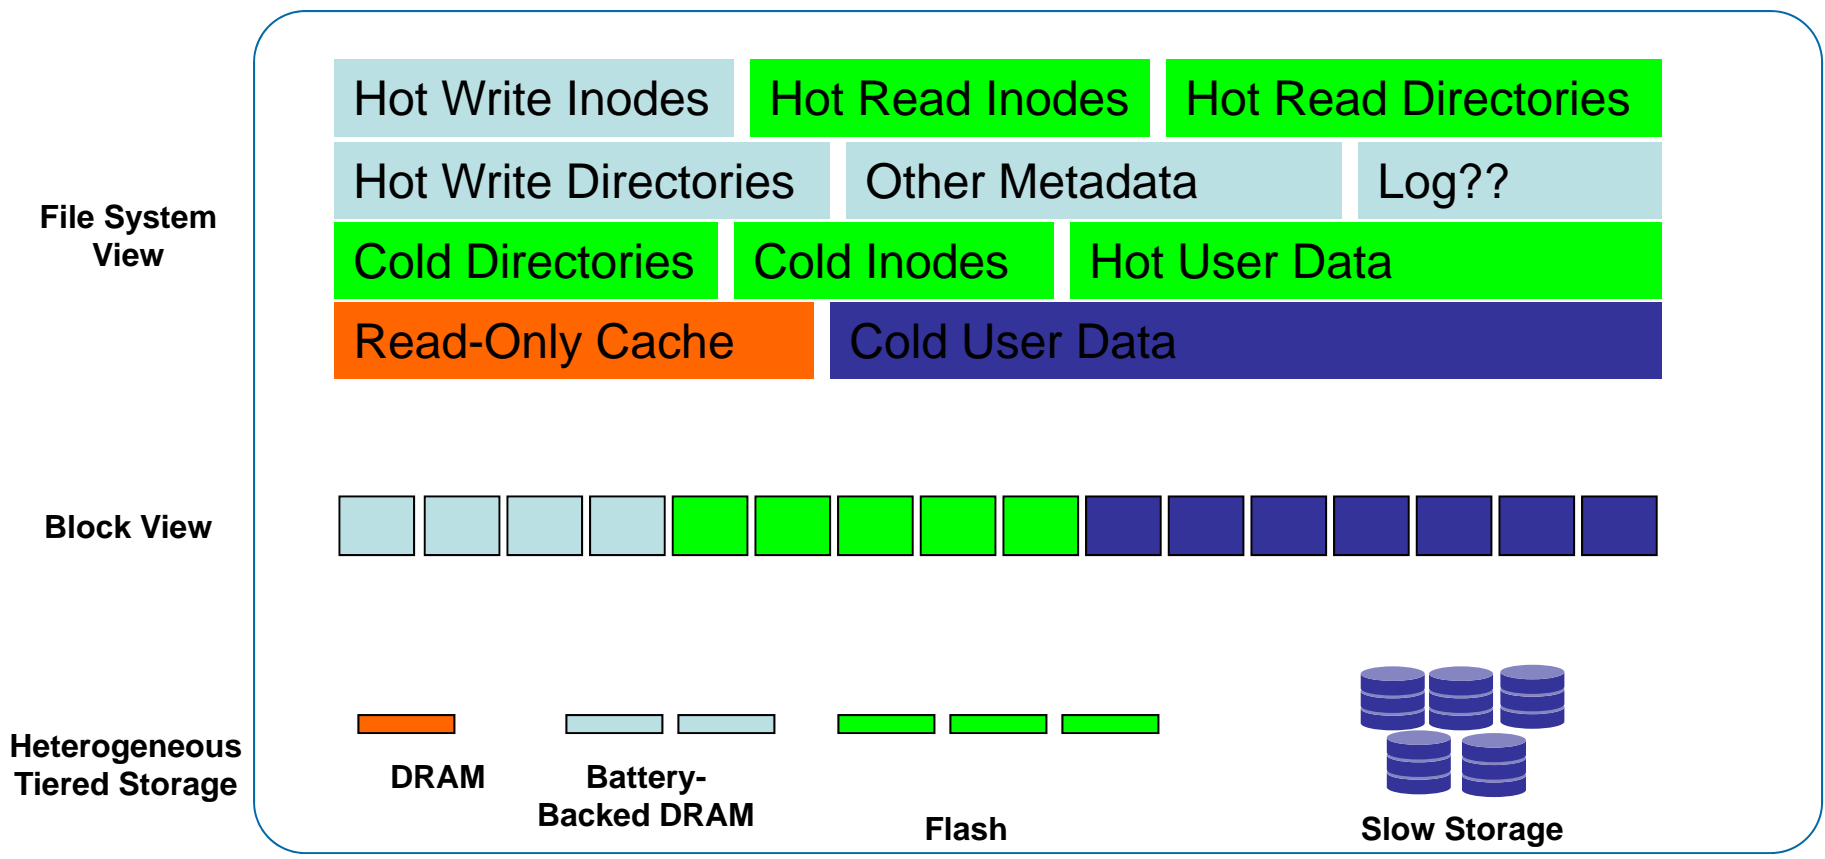 Hot Write Inodes
Hot Read Inodes
Hot Read Directories
Hot Write Directories
Other Metadata
Log??
File System
View
Cold Directories
Cold Inodes
Hot User Data
Read-Only Cache
Cold User Data
Block View
Heterogeneous
Tiered Storage
DRAM
Battery-
Backed DRAM
Flash
Slow Storage